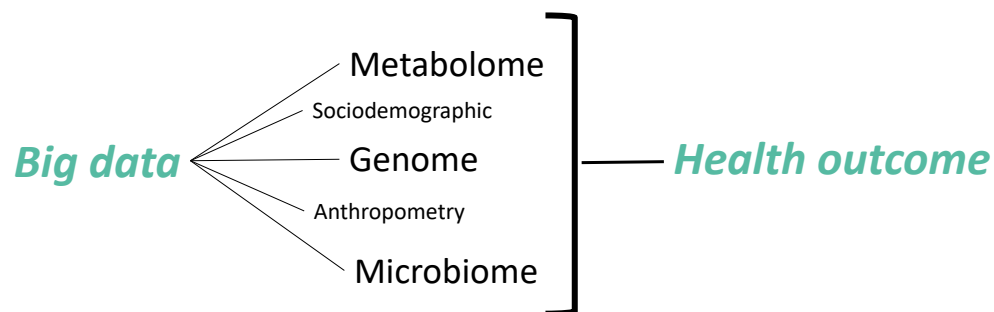 Big data
Metabolome
Sociodemographic
Genome
Anthropometry
Microbiome
Health outcome